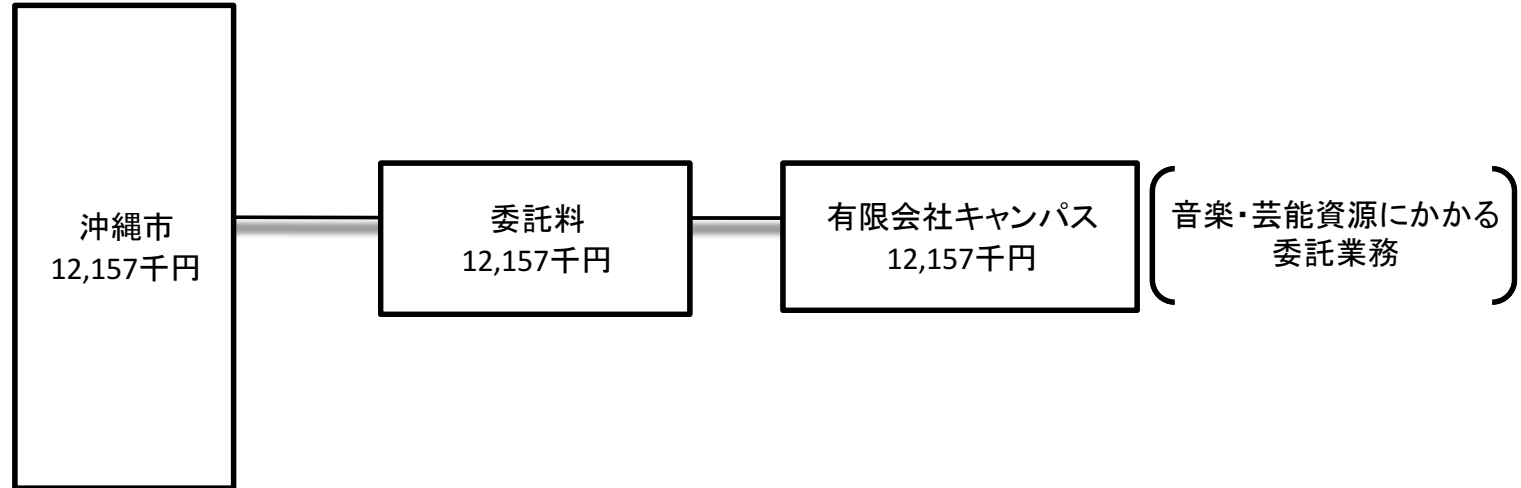 沖縄市
12,157千円
委託料
12,157千円
有限会社キャンパス
12,157千円
音楽・芸能資源にかかる
委託業務